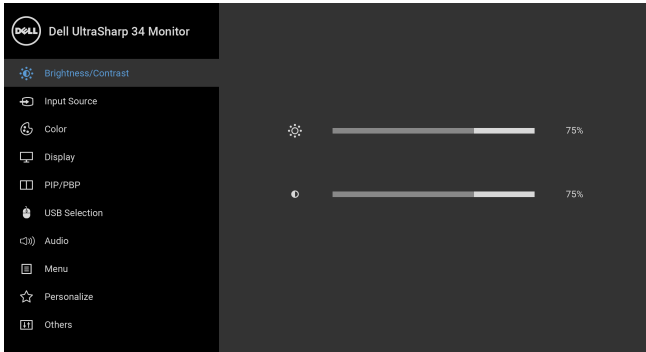 DELL Dell UltraSharp 34 Monitor
Brightness/Contrast
Input Source
Color
Display
PIP/PBP
USB Selection
Audio
Menu
Personalize
Others
75%
75%